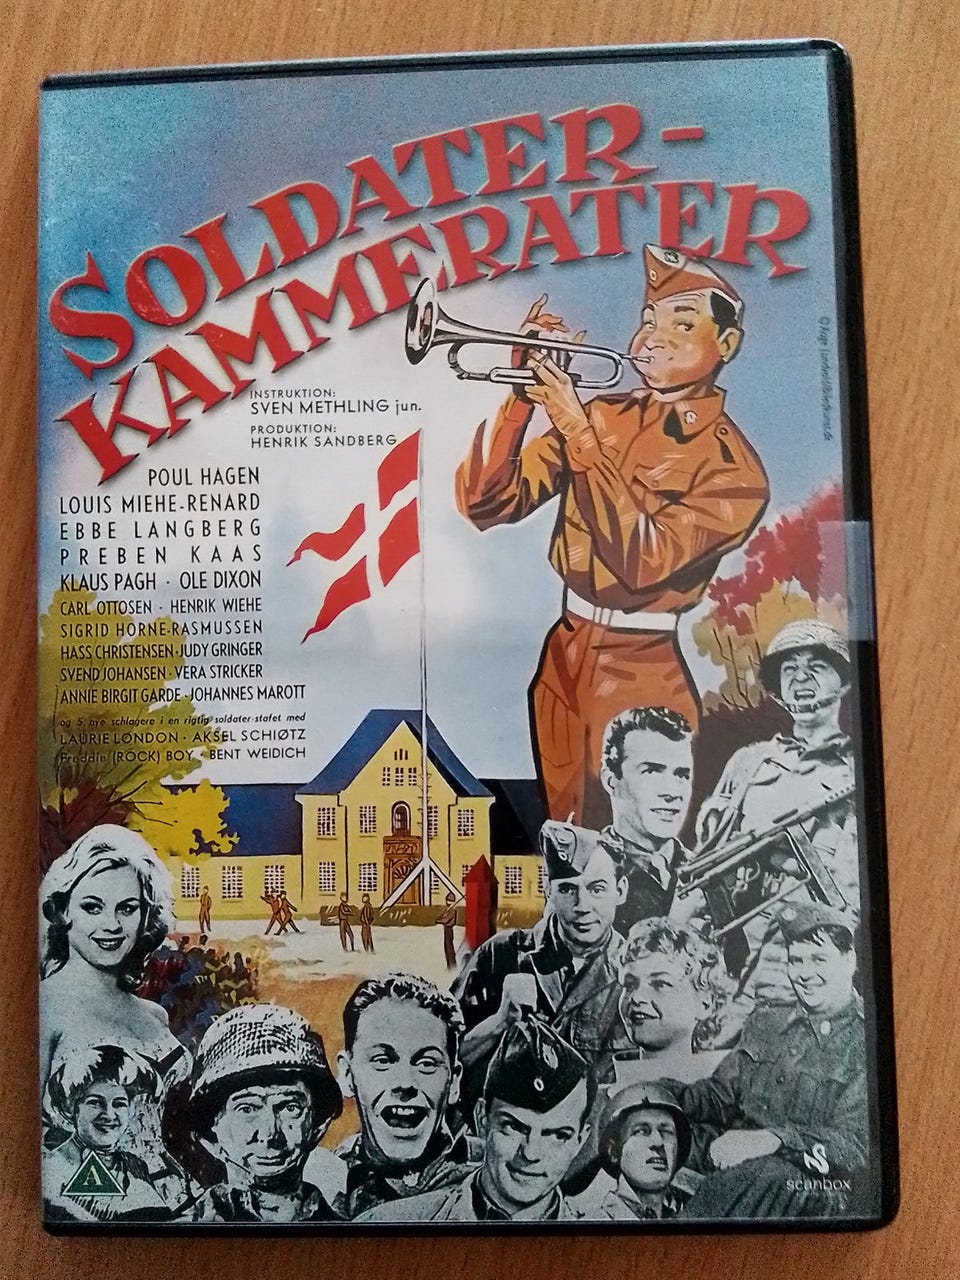 SOLDATER-
KAMMERATER
INSTRUKTION:
SVEN METHLING jun.
PRODUKTION:
HENRIK SANDBERG
POUL HAGEN
LOUIS MIEHE-RENARD
EBBE LANGBERG
PREBEN KAAS
KLAUS PAGH · OLE DIXON
CARL OTTOSEN · HENRIK WIEHE
SIGRID HORNE-RASMUSSEN
HASS CHRISTENSEN · JUDY GRINGER
SVEND JOHANSEN · VERA STRICKER
ANNIE BIRGIT GARDE · JOHANNES MAROTT
og 5 nye schlagere i en rigtig soldater-stafet med
LAURIE LONDON · AKSEL SCHIØTZ
Freddie (ROCK) BOY · BENT WEIDICH
A
scanbox